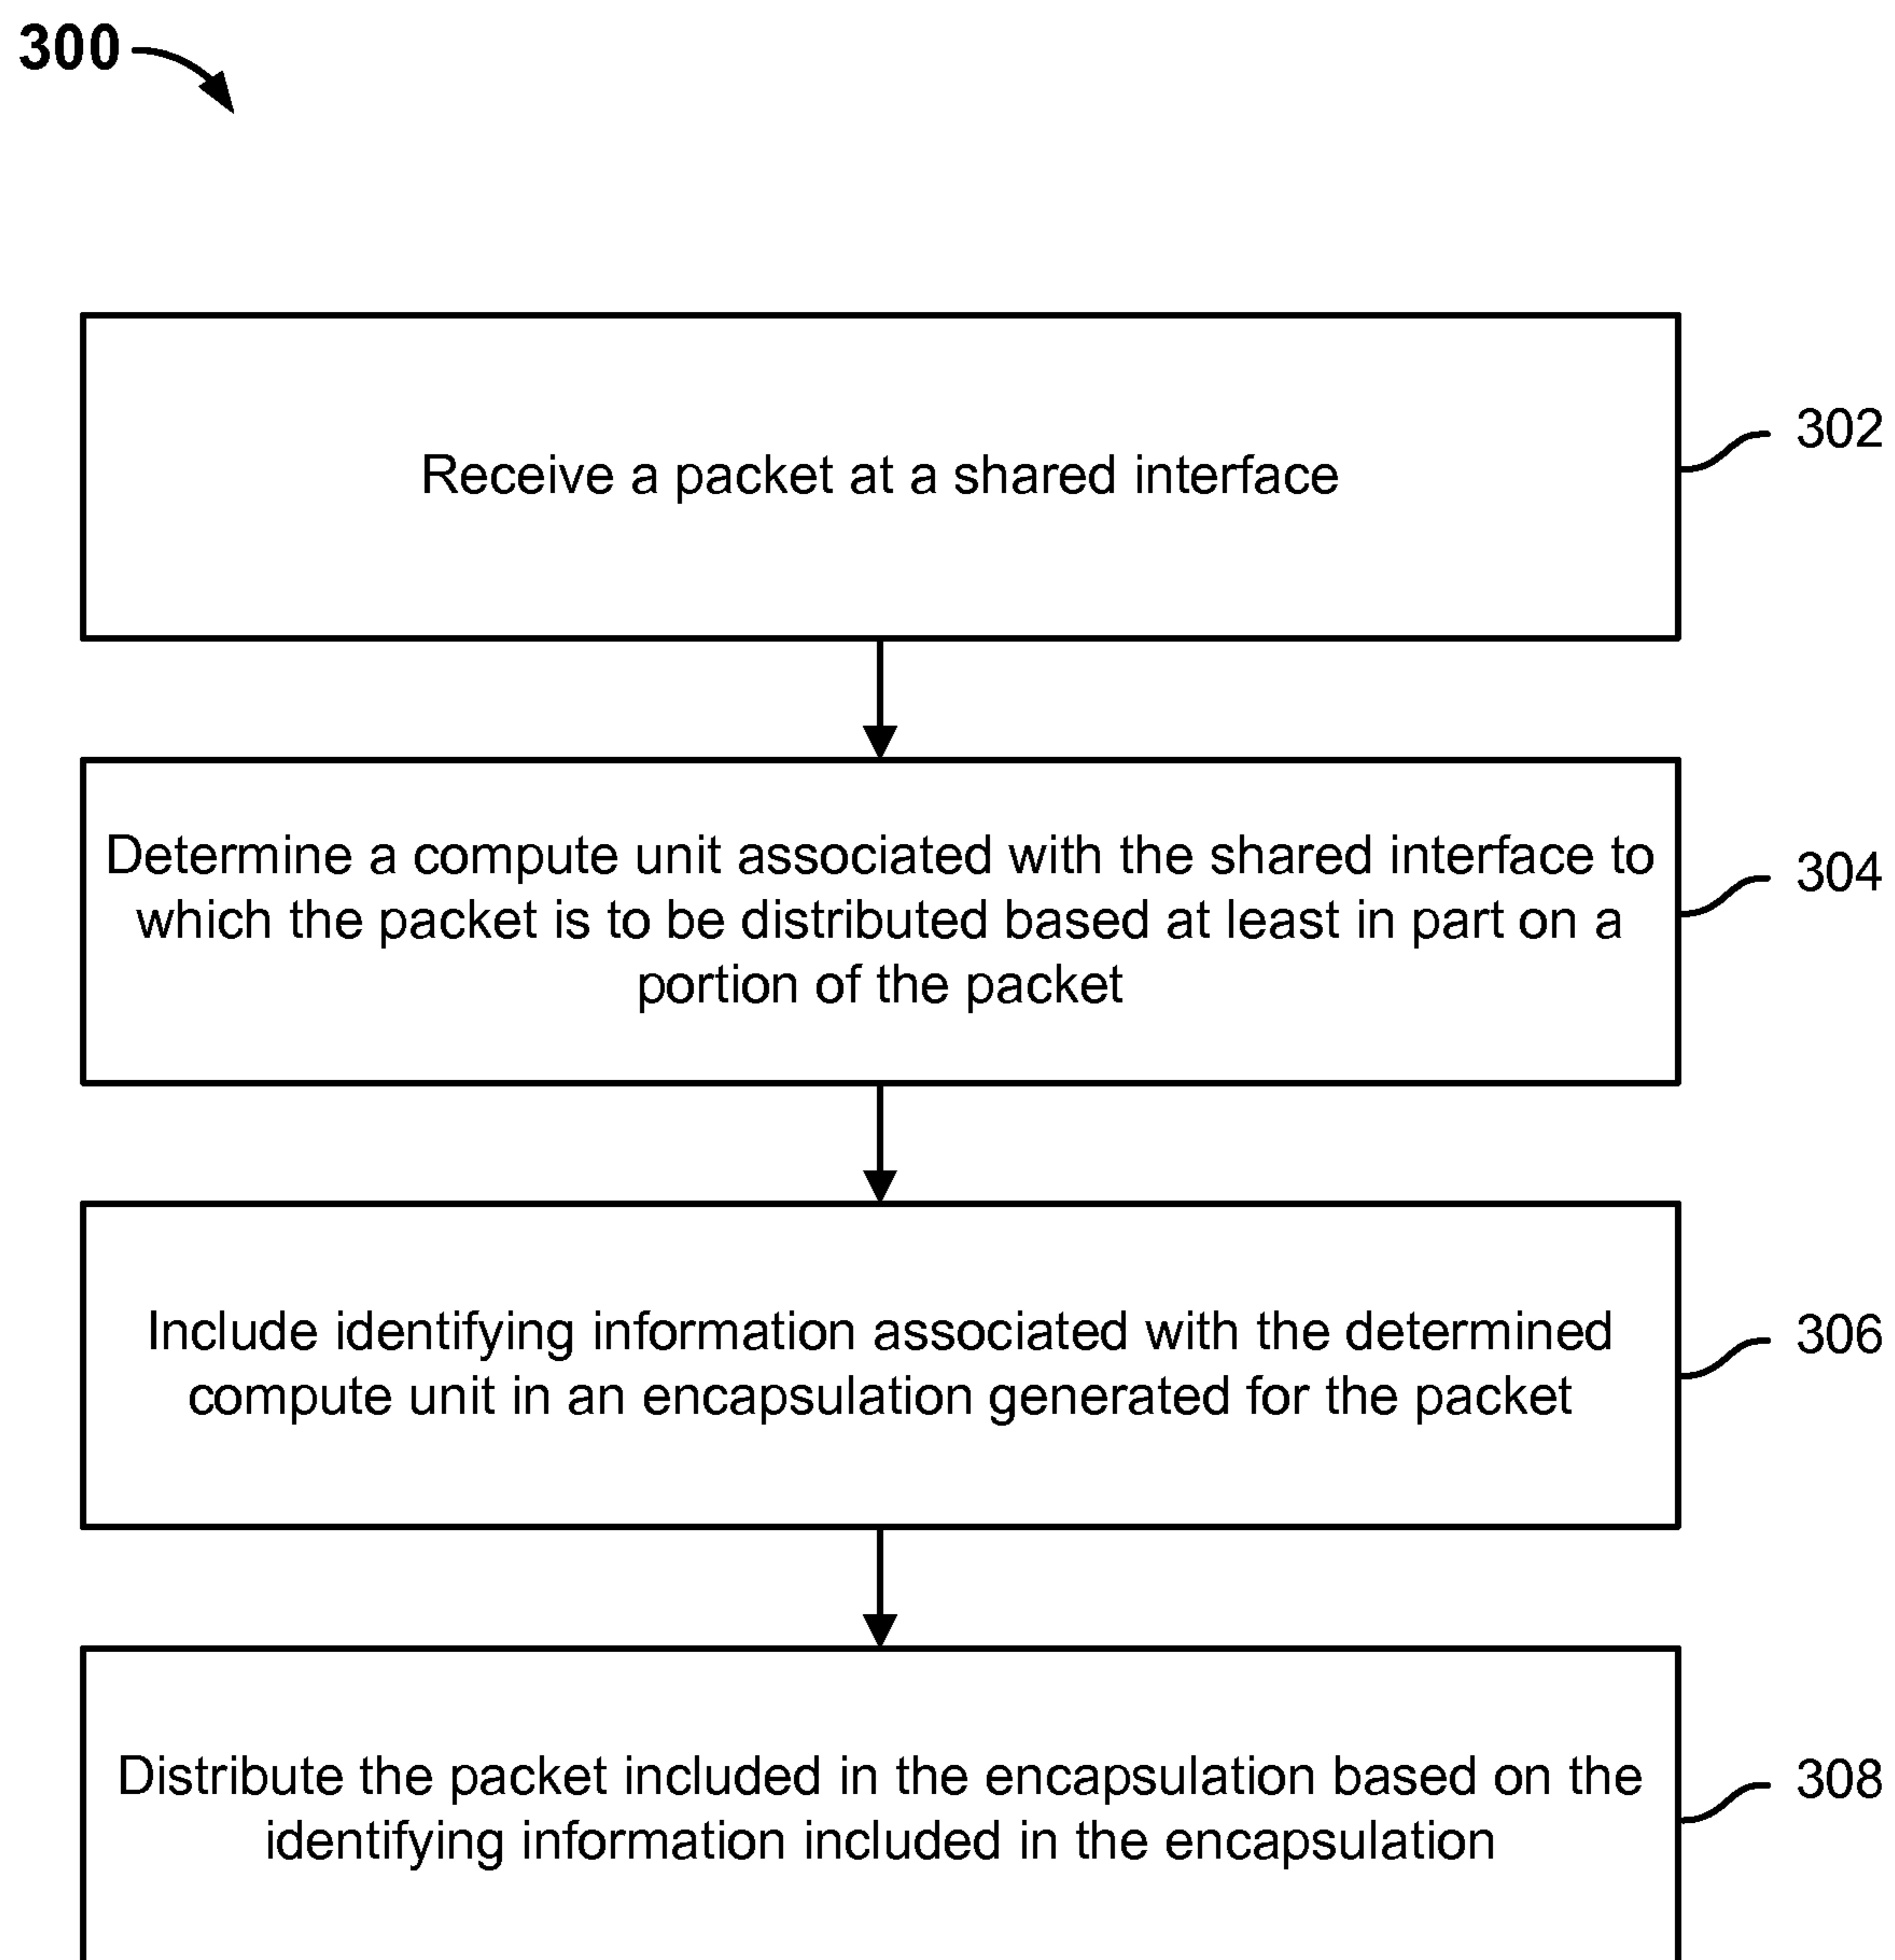 300
Receive a packet at a shared interface
302
Determine a compute unit associated with the shared interface to
which the packet is to be distributed based at least in part on a
portion of the packet
304
Include identifying information associated with the determined
compute unit in an encapsulation generated for the packet
306
Distribute the packet included in the encapsulation based on the
identifying information included in the encapsulation
308